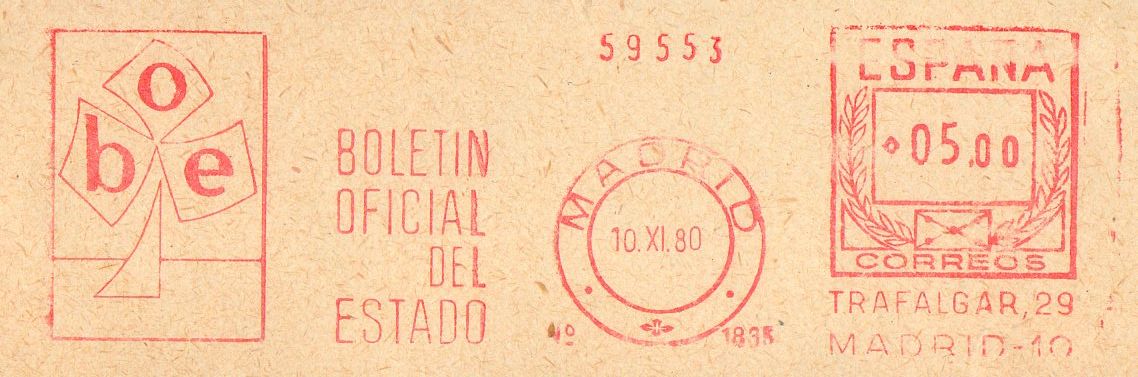 o
b e
BOLETIN
OFICIAL
DEL
ESTADO
59553
MADRID
10.XI.80
Nº 1835
ESPAÑA
05,00
CORREOS
TRAFALGAR, 29
MADRID-10